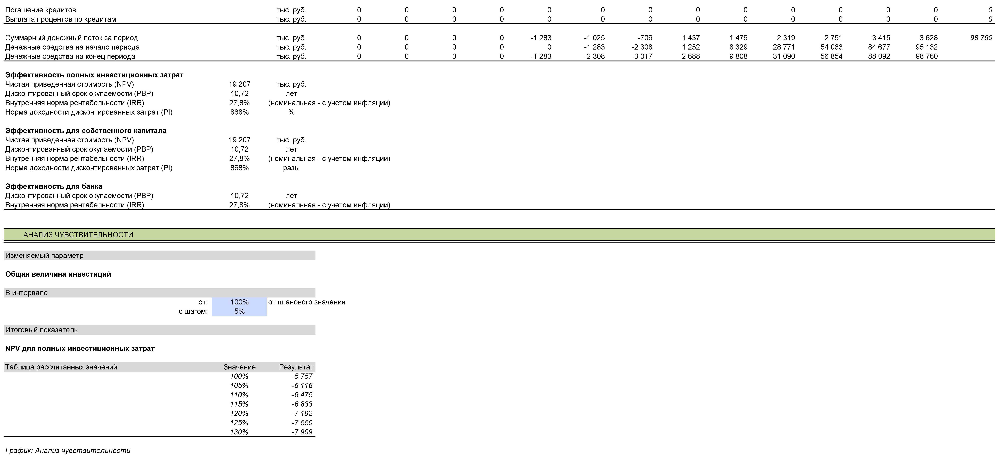 Погашение кредитов тыс. руб. 0 0 0 0 0 0 0 0 0 0 0 0 0 0
Выплата процентов по кредитам тыс. руб. 0 0 0 0 0 0 0 0 0 0 0 0 0 0
Суммарный денежный поток за период тыс. руб. 0 0 0 0 -1 283 -1 025 -709 1 437 1 479 2 319 2 791 3 415 3 628 98 760
Денежные средства на начало периода тыс. руб. 0 0 0 0 0 -1 283 -2 308 1 252 8 329 28 771 54 063 84 677 95 132
Денежные средства на конец периода тыс. руб. 0 0 0 0 -1 283 -2 308 -3 017 2 688 9 808 31 090 56 854 88 092 98 760
Эффективность полных инвестиционных затрат
Чистая приведенная стоимость (NPV) 19 207 тыс. руб.
Дисконтированный срок окупаемости (PBP) 10,72 лет
Внутренняя норма рентабельности (IRR) 27,8% (номинальная - с учетом инфляции)
Норма доходности дисконтированных затрат (PI) 868% %
Эффективность для собственного капитала
Чистая приведенная стоимость (NPV) 19 207 тыс. руб.
Дисконтированный срок окупаемости (PBP) 10,72 лет
Внутренняя норма рентабельности (IRR) 27,8% (номинальная - с учетом инфляции)
Норма доходности дисконтированных затрат (PI) 868% разы
Эффективность для банка
Дисконтированный срок окупаемости (PBP) 10,72 лет
Внутренняя норма рентабельности (IRR) 27,8% (номинальная - с учетом инфляции)
АНАЛИЗ ЧУВСТВИТЕЛЬНОСТИ
Изменяемый параметр
Общая величина инвестиций
В интервале
от: 100% от планового значения
с шагом: 5%
Итоговый показатель
NPV для полных инвестиционных затрат
Таблица рассчитанных значений Значение Результат
100% -5 757
105% -6 116
110% -6 475
115% -6 833
120% -7 192
125% -7 550
130% -7 909
График: Анализ чувствительности